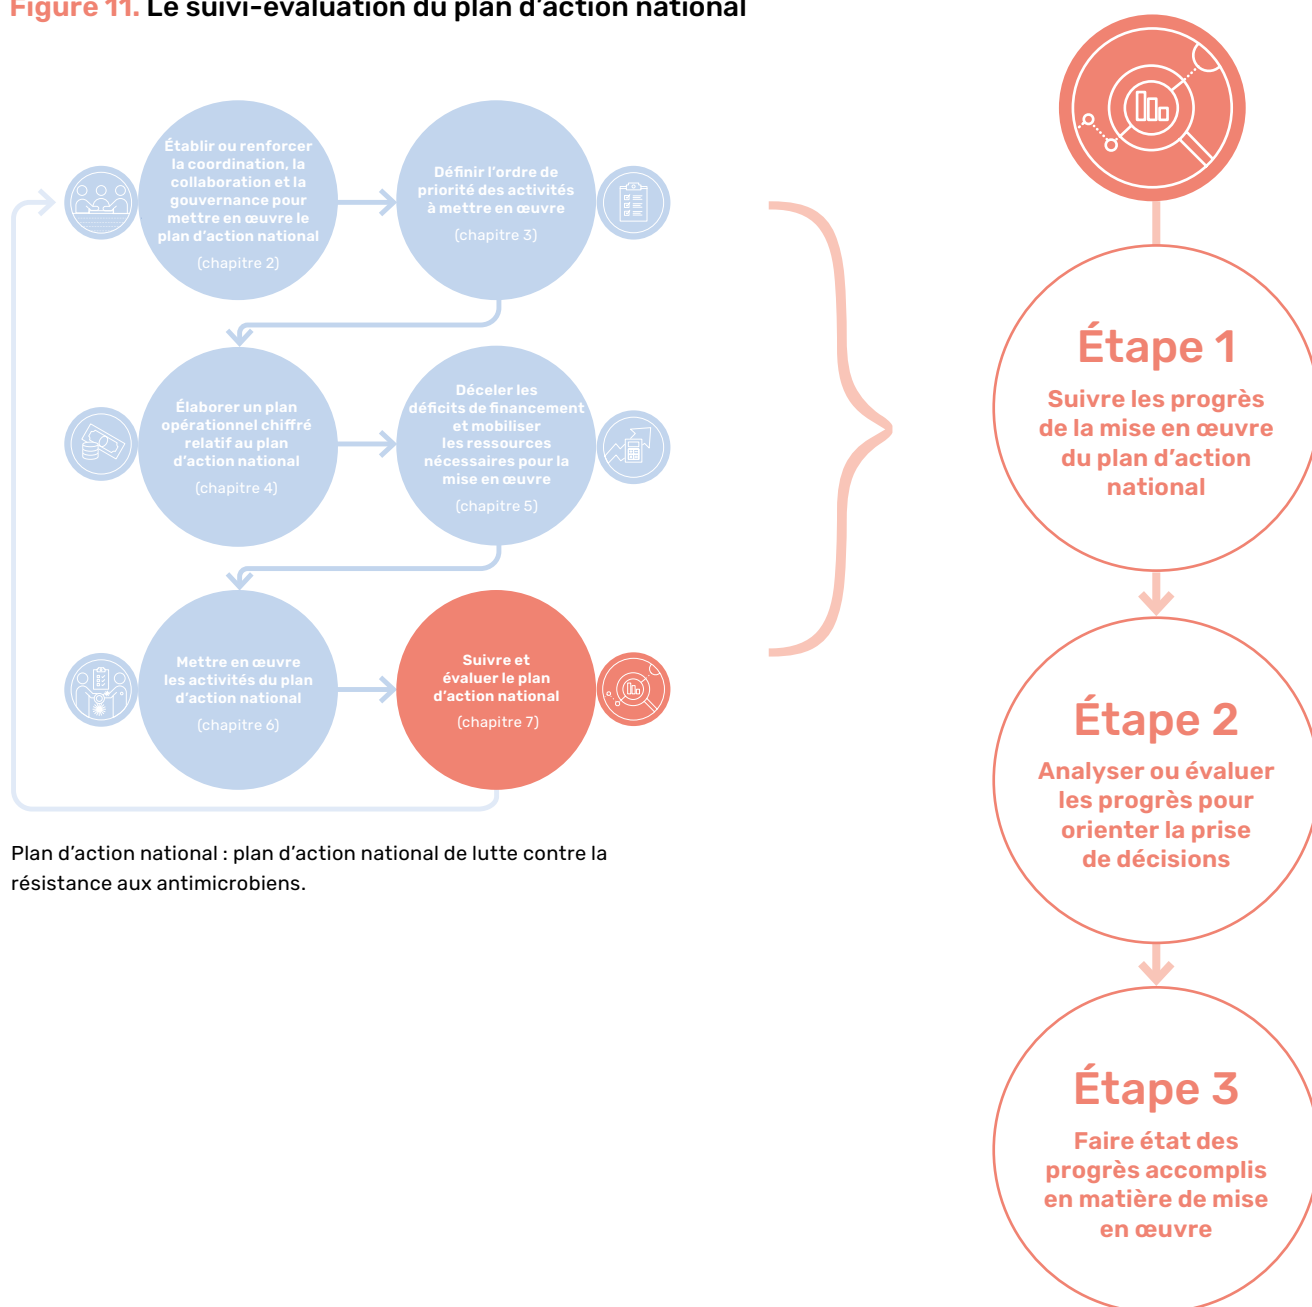 Figure 11. Le suivi-évaluation du plan d’action national
Établir ou renforcer
la coordination, la
collaboration et la
gouvernance pour
mettre en œuvre le
plan d’action national
(chapitre 2)
Définir l’ordre de
priorité des activités
à mettre en œuvre
(chapitre 3)
Élaborer un plan
opérationnel chiffré
relatif au plan
d’action national
(chapitre 4)
Déceler les
déficits de financement
et mobiliser
les ressources
nécessaires pour la
mise en œuvre
(chapitre 5)
Mettre en œuvre
les activités du plan
d’action national
(chapitre 6)
Suivre et
évaluer le plan
d’action national
(chapitre 7)
Plan d’action national : plan d’action national de lutte contre la
résistance aux antimicrobiens.
Étape 1
Suivre les progrès
de la mise en œuvre
du plan d’action
national
Étape 2
Analyser ou évaluer
les progrès pour
orienter la prise
de décisions
Étape 3
Faire état des
progrès accomplis
en matière de mise
en œuvre